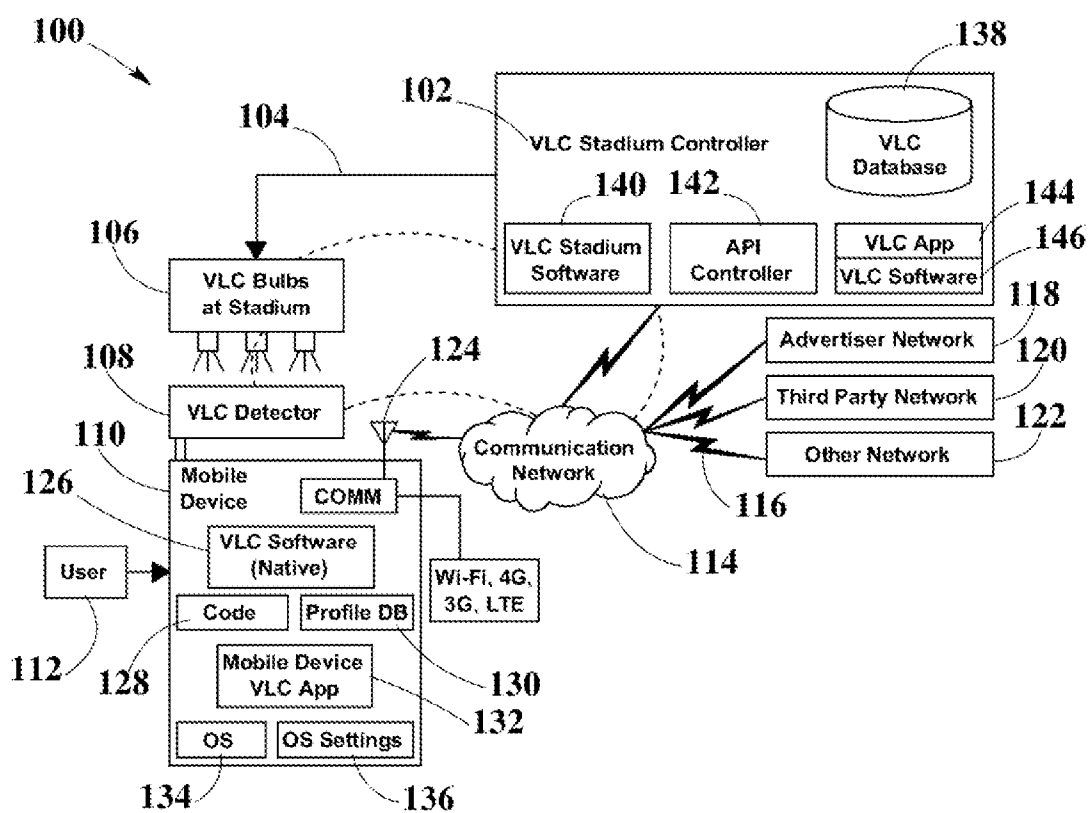 100
138
102
104
VLC Stadium Controller
VLC
Database
140
142
144
106
VLC Stadium
Software
API
Controller
VLC App
146
VLC Software
VLC Bulbs
at Stadium
118
124
Advertiser Network
120
108
VLC Detector
Third Party Network
122
110
Communication
Network
Other Network
Mobile
Device
126
COMM
116
VLC Software
(Native)
114
User
Wi-Fi, 4G,
3G, LTE
Code
Profile DB
112
128
Mobile Device
VLC App
130
132
OS
OS Settings
134
136